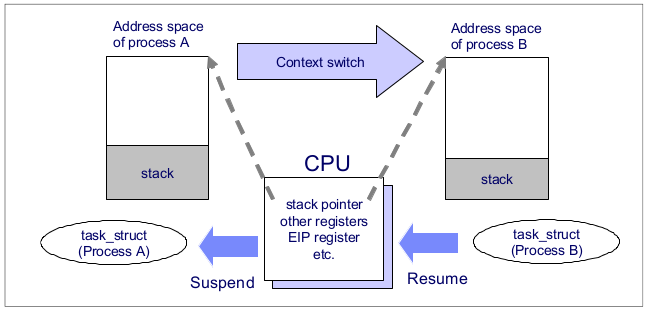 Address space
of process A
Context switch
Address space
of process B
stack
stack
CPU
stack pointer
other registers
EIP register
etc.
task_struct
(Process A)
Suspend
Resume
task_struct
(Process B)